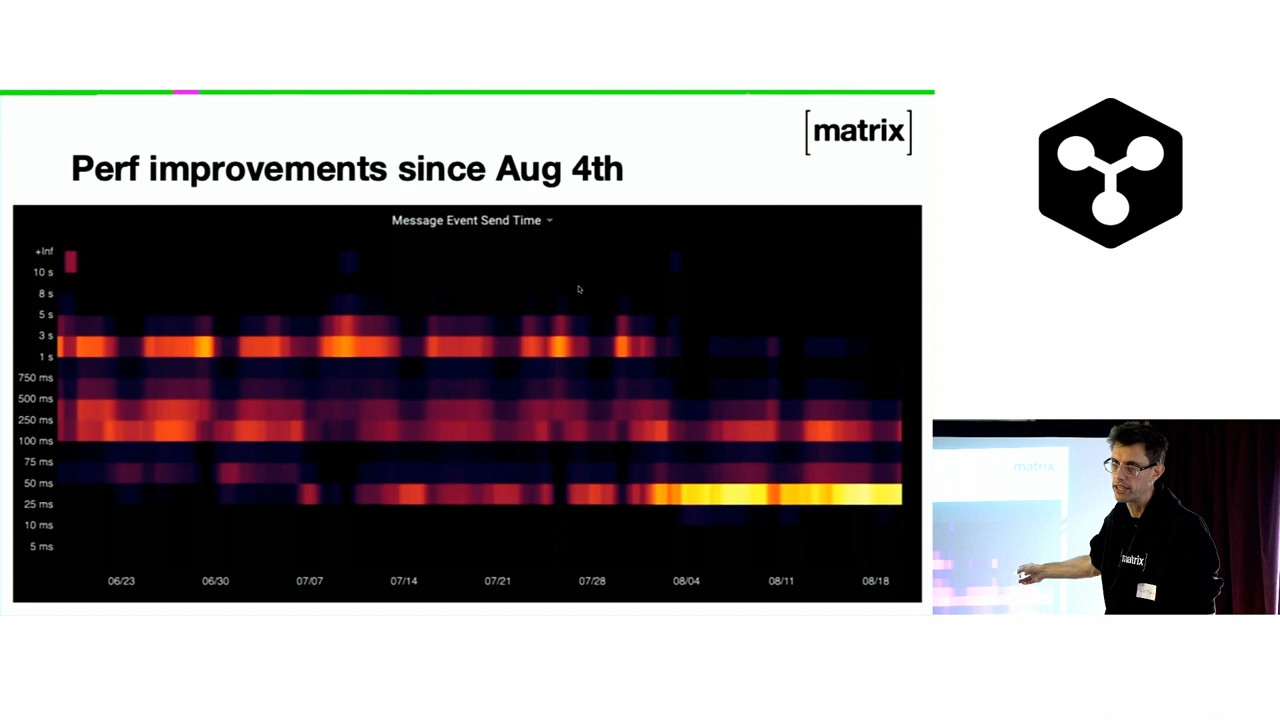 [matrix]
Perf improvements since Aug 4th
Message Event Send Time
+Inf
10 s
8 s
5 s
3 s
1 s
750 ms
500 ms
250 ms
100 ms
75 ms
50 ms
25 ms
10 ms
5 ms
06/23 06/30 07/07 07/14 07/21 07/28 08/04 08/11 08/18
matrix
[matrix]